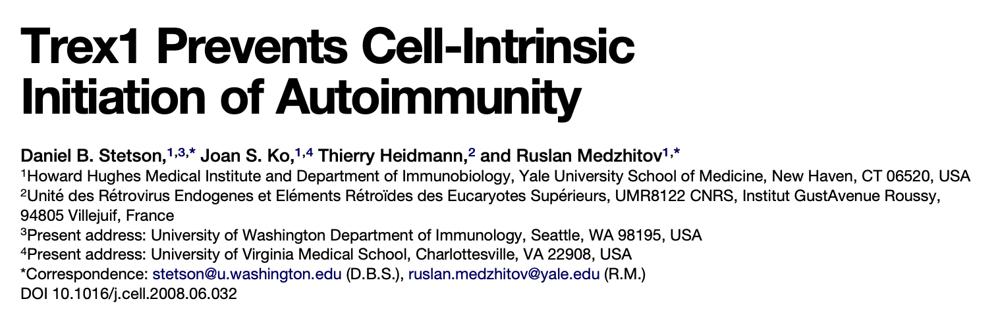 Trex1 Prevents Cell-Intrinsic
Initiation of Autoimmunity
Daniel B. Stetson,1,3,* Joan S. Ko,1,4 Thierry Heidmann,2 and Ruslan Medzhitov1,*
1Howard Hughes Medical Institute and Department of Immunobiology, Yale University School of Medicine, New Haven, CT 06520, USA
2Unité des Rétrovirus Endogenes et Eléments Rétroïdes des Eucaryotes Supérieurs, UMR8122 CNRS, Institut GustAvenue Roussy,
94805 Villejuif, France
3Present address: University of Washington Department of Immunology, Seattle, WA 98195, USA
4Present address: University of Virginia Medical School, Charlottesville, VA 22908, USA
*Correspondence: stetson@u.washington.edu (D.B.S.), ruslan.medzhitov@yale.edu (R.M.)
DOI 10.1016/j.cell.2008.06.032